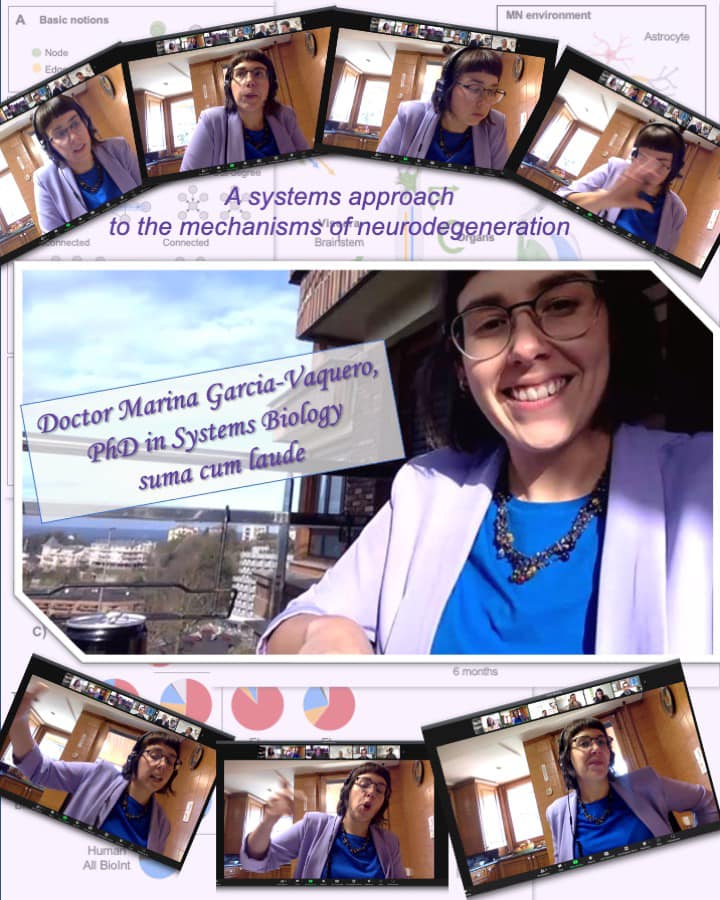 A Basic notions
MN environment
Node
Astrocyte
A systems approach
to the mechanisms of neurodegeneration
Connected
Brainstem
Organs
Doctor Marina Garcia-Vaquero,
PhD in Systems Biology
suma cum laude
C)
6 months
Human
All BioInt